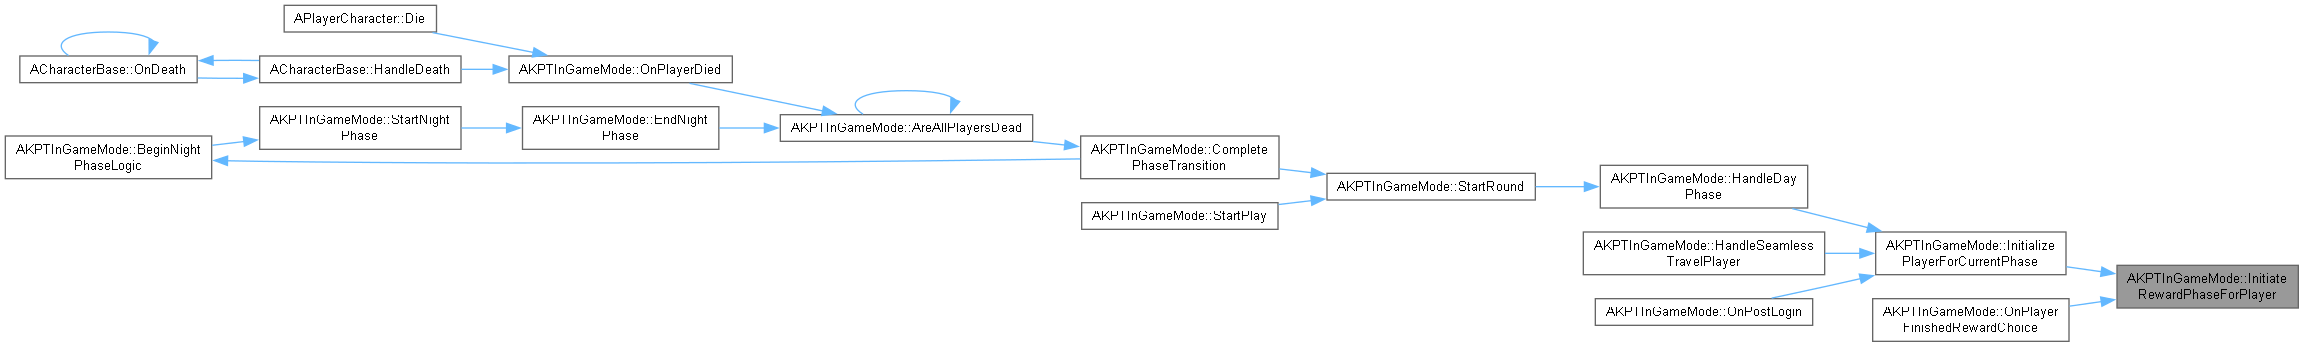 APlayerCharacter::Die
ACharacterBase::OnDeath
ACharacterBase::HandleDeath
AKPTInGameMode::OnPlayerDied
AKPTInGameMode::BeginNight
PhaseLogic
AKPTInGameMode::StartNight
Phase
AKPTInGameMode::EndNight
Phase
AKPTInGameMode::AreAllPlayersDead
AKPTInGameMode::Complete
PhaseTransition
AKPTInGameMode::StartPlay
AKPTInGameMode::StartRound
AKPTInGameMode::HandleDay
Phase
AKPTInGameMode::HandleSeamless
TravelPlayer
AKPTInGameMode::OnPostLogin
AKPTInGameMode::Initialize
PlayerForCurrentPhase
AKPTInGameMode::OnPlayer
FinishedRewardChoice
AKPTInGameMode::Initiate
RewardPhaseForPlayer